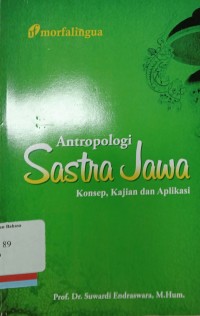 morfalingua
Antropologi
Sastra Jawa
Konsep, Kajian dan Aplikasi
89
Prof. Dr. Suwardi Endraswara, M.Hum.